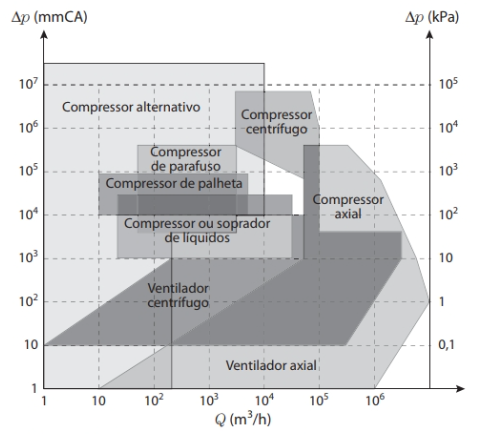 Δp (mmCA)
Δp (kPa)
10⁷
10⁵
Compressor alternativo
Compressor
centrífugo
10⁶
10⁴
Compressor
de parafuso
10⁵
10³
Compressor de palheta
Compressor
axial
10⁴
10²
Compressor ou soprador
de líquidos
10³
10
Ventilador
centrífugo
10²
1
10
0,1
Ventilador axial
1
1
10
10²
10³
10⁴
10⁵
10⁶
Q (m³/h)